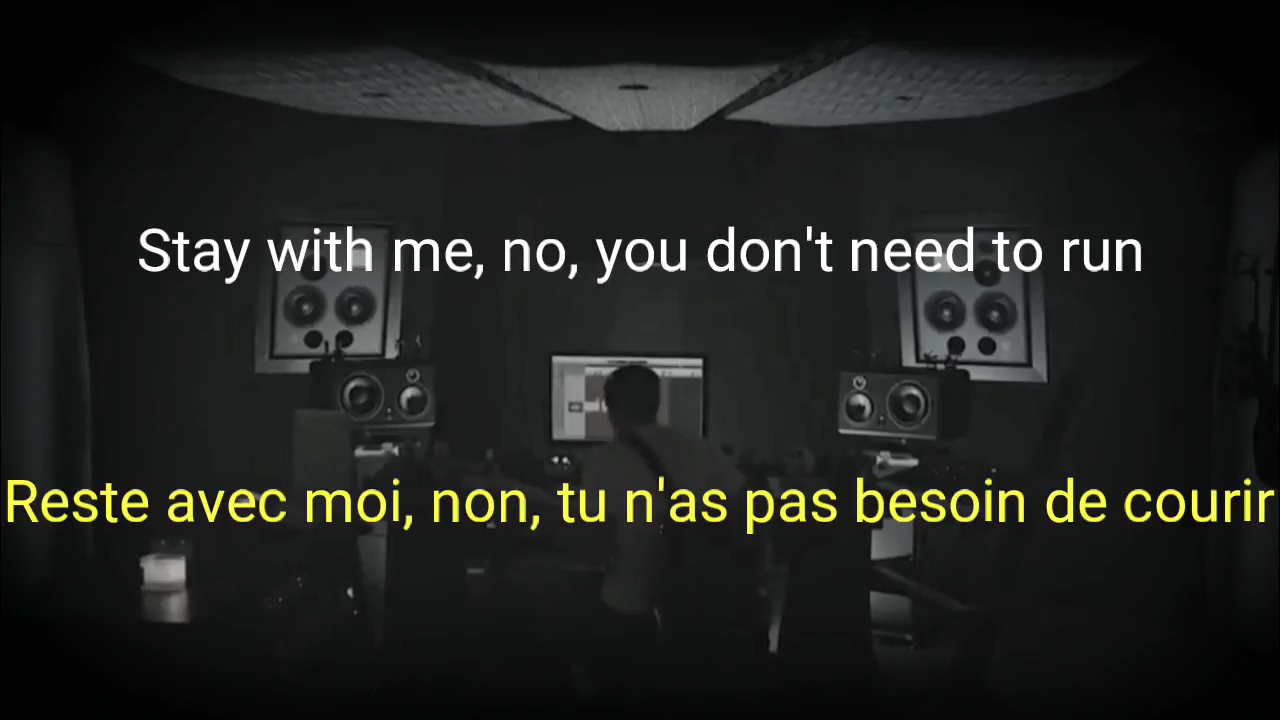 Stay with me, no, you don't need to run
Reste avec moi, non, tu n'as pas besoin de courir